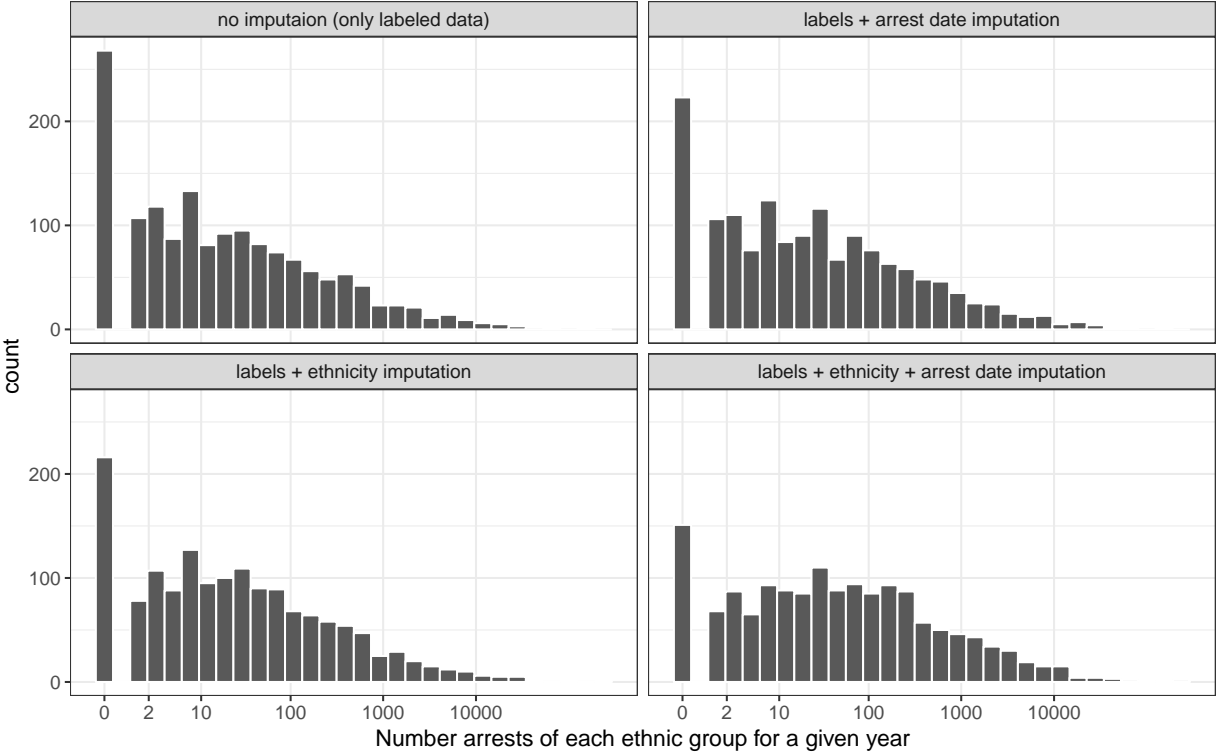 no imputaion (only labeled data)
labels + arrest date imputation
200
100
0
labels + ethnicity imputation
labels + ethnicity + arrest date imputation
200
100
0
count
0 2 10 100 1000 10000
0 2 10 100 1000 10000
Number arrests of each ethnic group for a given year